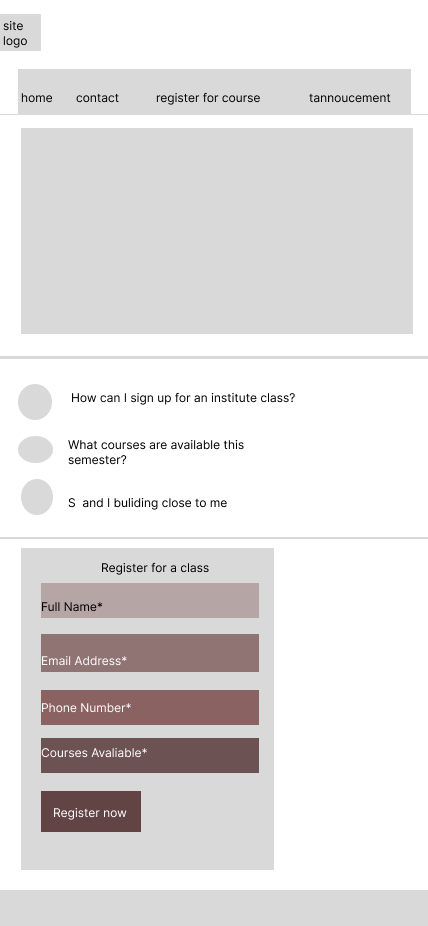 site
logo
home contact register for course tannoucement
How can I sign up for an institute class?
What courses are available this
semester?
S and I buliding close to me
Register for a class
Full Name*
Email Address*
Phone Number*
Courses Avaliable*
Register now